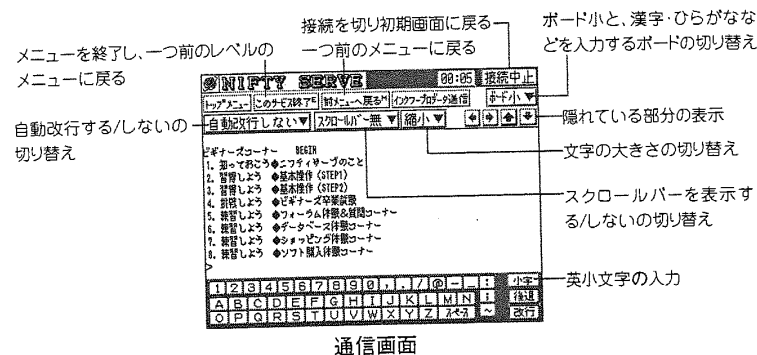 接続を切り初期画面に戻る
一つ前のメニューに戻る
ボード小と、漢字・ひらがなな
どを入力するボードの切り替え
メニューを終了し、一つ前のレベルの
メニューに戻る
NIFTY SERVE 00:05 接続中止
トップメニュー このサービス終了E 前メニューへ戻るM インクワープロデータ送信 ボード小▼
自動改行しない▼ スクロールバー無▼ 縮小▼
自動改行する/しないの
切り替え
隠れている部分の表示
文字の大きさの切り替え
スクロールバーを表示す
る/しないの切り替え
ビギナーズコーナー BEGIN
1. 知っておこう◆ニフティサーブのこと
2. 習得しよう ◆基本操作 (STEP1)
3. 習得しよう ◆基本操作 (STEP2)
4. 挑戦しよう ◆ビギナーズ卒業試験
5. 練習しよう ◆フォーラム体験&質問コーナー
6. 練習しよう ◆データベース体験コーナー
7. 練習しよう ◆ショッピング体験コーナー
8. 練習しよう ◆ソフト購入体験コーナー
>
1 2 3 4 5 6 7 8 9 0 , . / @ - _ : 小字
A B C D E F G H I J K L M N ; 後退
O P Q R S T U V W X Y Z スペース ~ 改行
英小文字の入力
通信画面